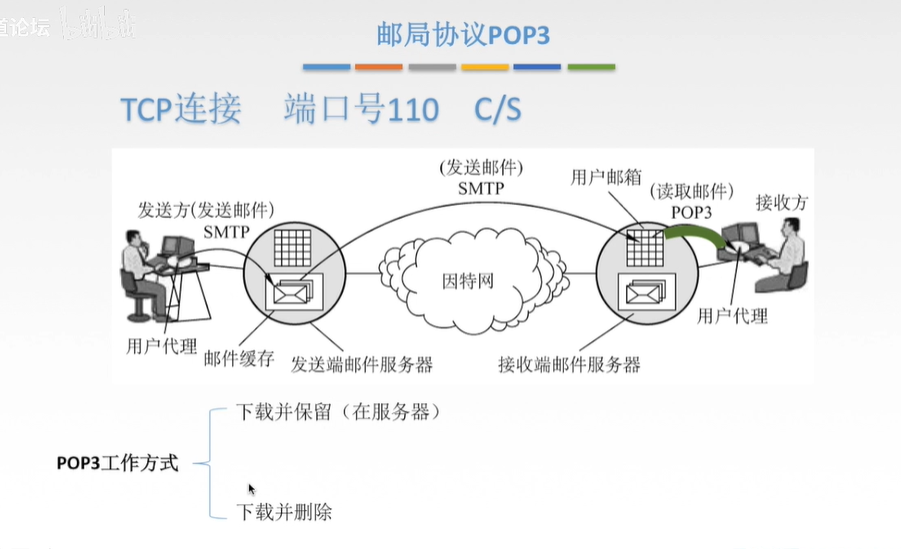 道论坛
邮局协议POP3
TCP连接 端口号110 C/S
(发送邮件)
SMTP
用户邮箱
(读取邮件)
POP3
接收方
发送方(发送邮件)
SMTP
因特网
用户代理
用户代理
邮件缓存
发送端邮件服务器
接收端邮件服务器
下载并保留（在服务器）
POP3工作方式
下载并删除